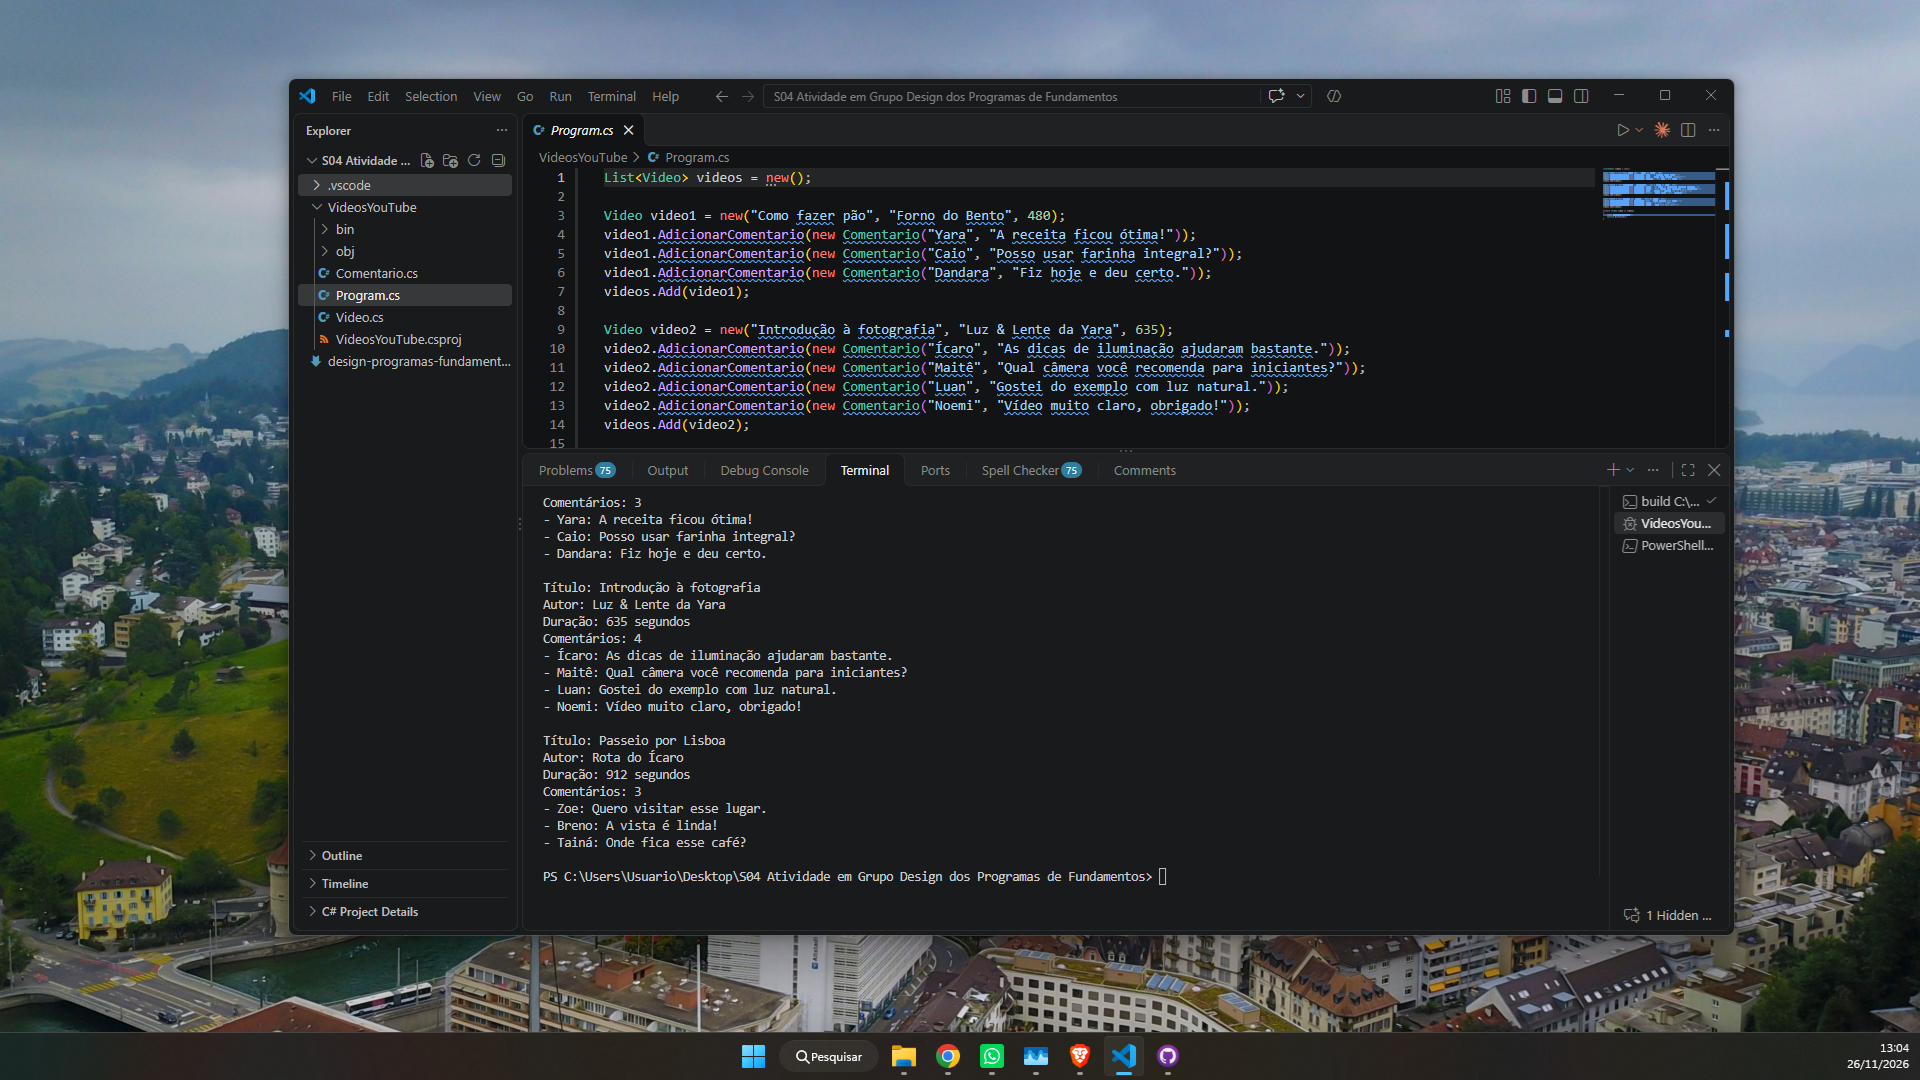 File Edit Selection View Go Run Terminal Help
S04 Atividade em Grupo Design dos Programas de Fundamentos
Explorer
S04 Atividade ...
.vscode
VideosYouTube
bin
obj
Comentario.cs
Program.cs
Video.cs
VideosYouTube.csproj
design-programas-fundament...
Outline
Timeline
C# Project Details
Program.cs
VideosYouTube > Program.cs
1 List<Video> videos = new();
2
3 Video video1 = new("Como fazer pão", "Forno do Bento", 480);
4 video1.AdicionarComentario(new Comentario("Yara", "A receita ficou ótima!"));
5 video1.AdicionarComentario(new Comentario("Caio", "Posso usar farinha integral?"));
6 video1.AdicionarComentario(new Comentario("Dandara", "Fiz hoje e deu certo."));
7 videos.Add(video1);
8
9 Video video2 = new("Introdução à fotografia", "Luz & Lente da Yara", 635);
10 video2.AdicionarComentario(new Comentario("Ícaro", "As dicas de iluminação ajudaram bastante."));
11 video2.AdicionarComentario(new Comentario("Maitê", "Qual câmera você recomenda para iniciantes?"));
12 video2.AdicionarComentario(new Comentario("Luan", "Gostei do exemplo com luz natural."));
13 video2.AdicionarComentario(new Comentario("Noemi", "Vídeo muito claro, obrigado!"));
14 videos.Add(video2);
15
Problems 75 Output Debug Console Terminal Ports Spell Checker 75 Comments
Comentários: 3
- Yara: A receita ficou ótima!
- Caio: Posso usar farinha integral?
- Dandara: Fiz hoje e deu certo.

Título: Introdução à fotografia
Autor: Luz & Lente da Yara
Duração: 635 segundos
Comentários: 4
- Ícaro: As dicas de iluminação ajudaram bastante.
- Maitê: Qual câmera você recomenda para iniciantes?
- Luan: Gostei do exemplo com luz natural.
- Noemi: Vídeo muito claro, obrigado!

Título: Passeio por Lisboa
Autor: Rota do Ícaro
Duração: 912 segundos
Comentários: 3
- Zoe: Quero visitar esse lugar.
- Breno: A vista é linda!
- Tainá: Onde fica esse café?

PS C:\Users\Usuario\Desktop\S04 Atividade em Grupo Design dos Programas de Fundamentos>
build C:\...
VideosYou...
PowerShell...
1 Hidden ...
Pesquisar
13:04
26/11/2026